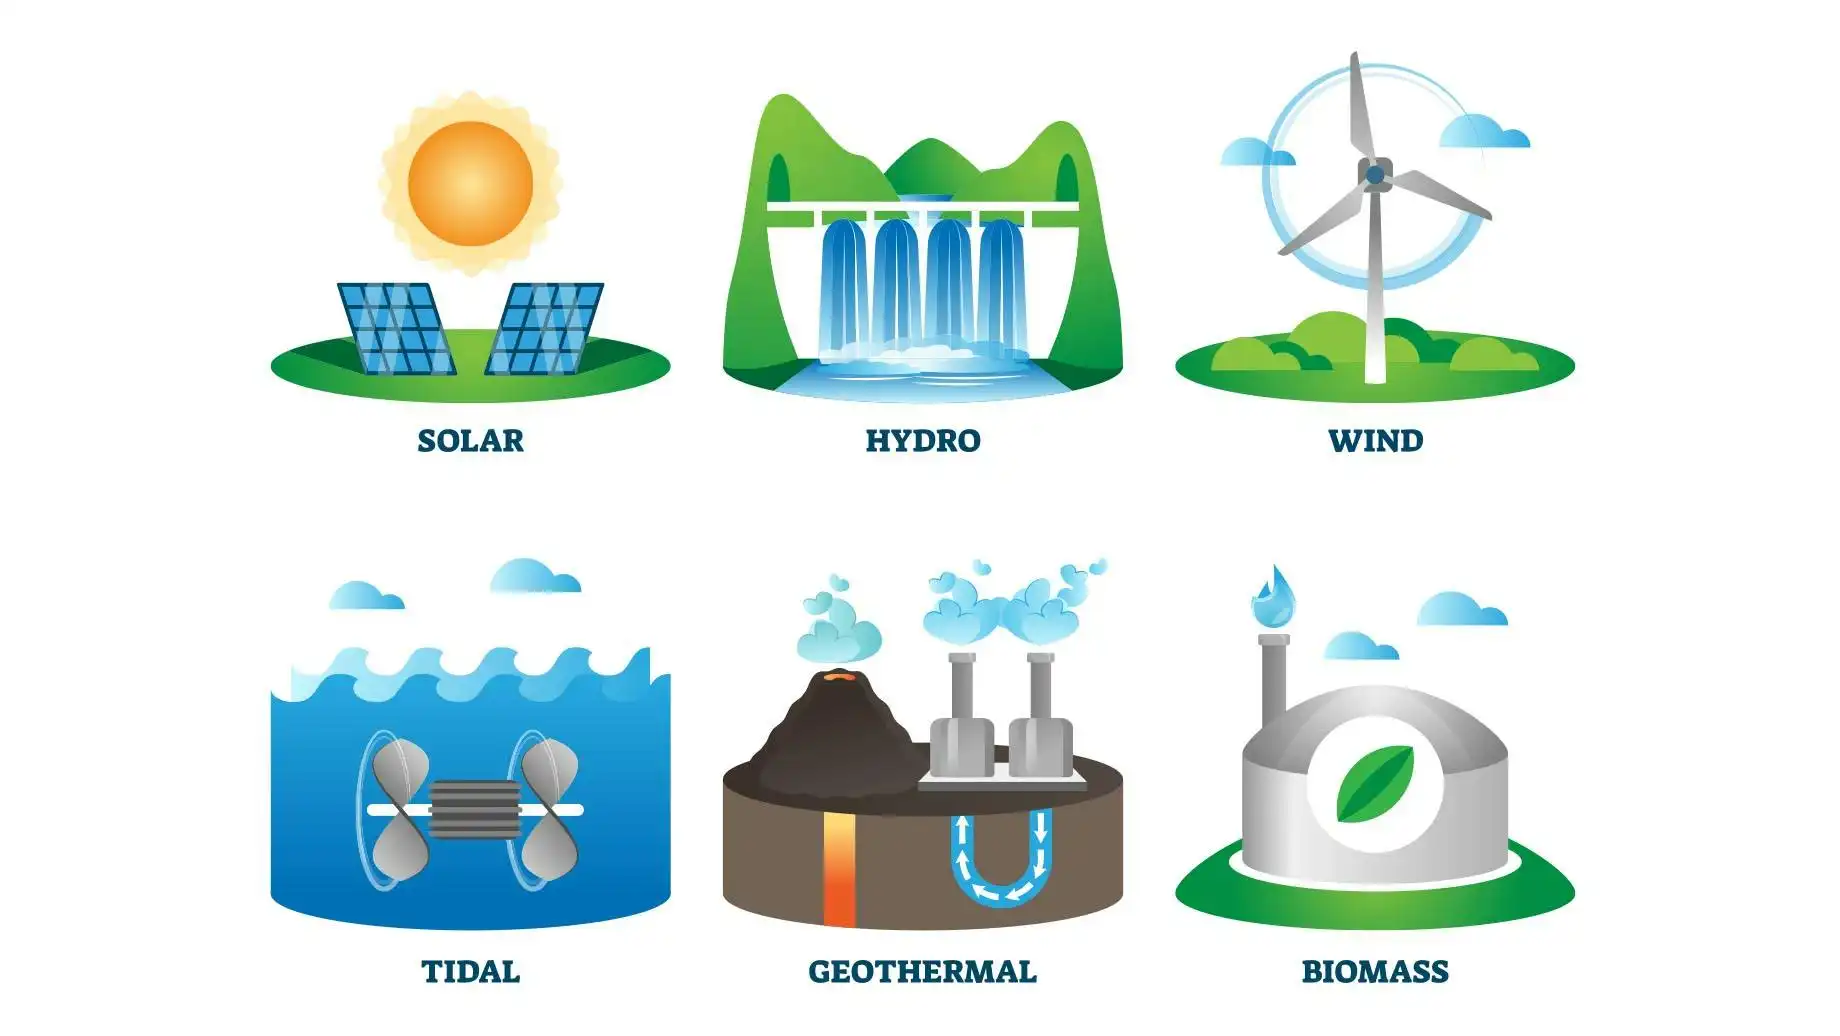 SOLAR
HYDRO
WIND
TIDAL
GEOTHERMAL
BIOMASS